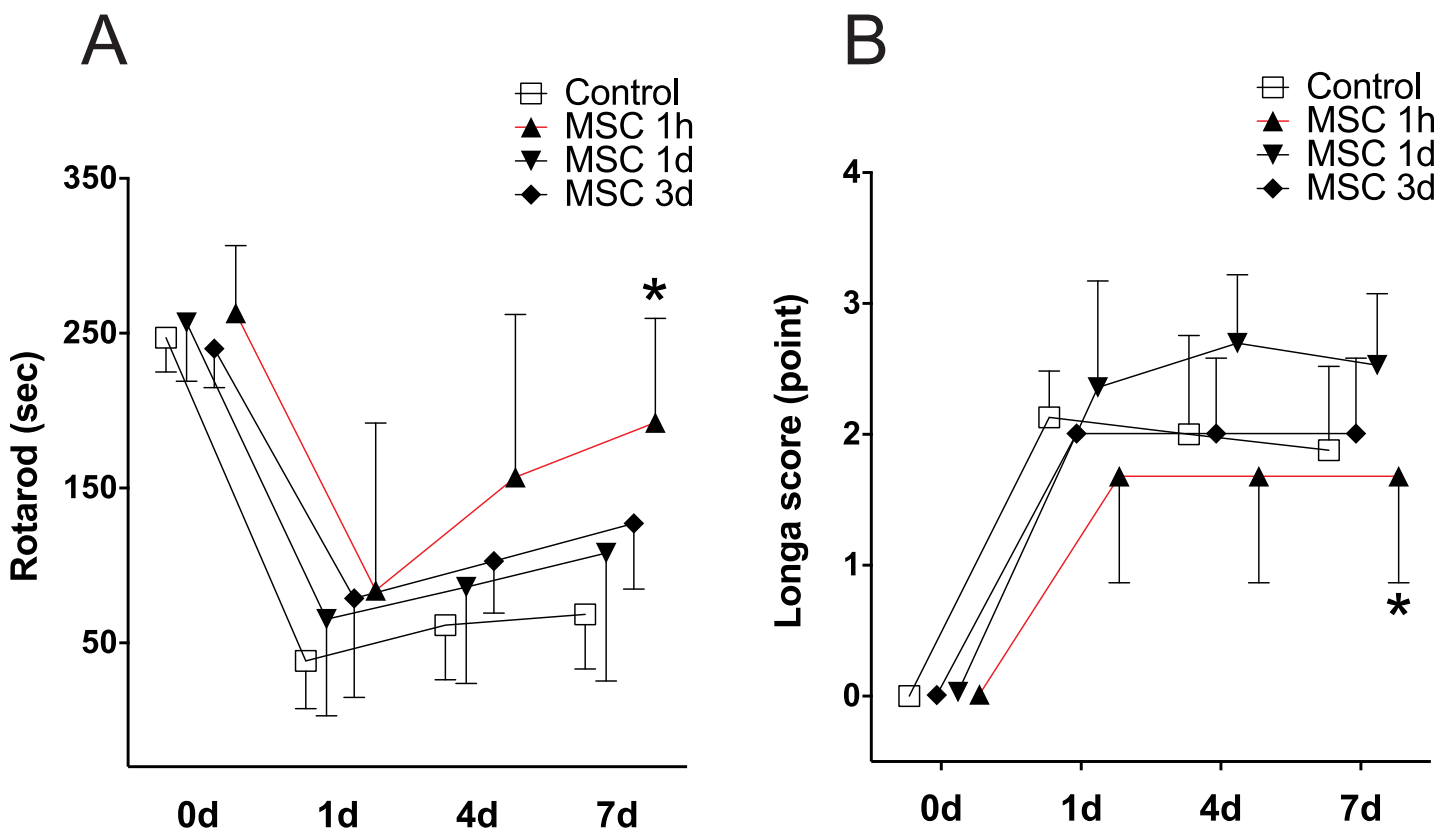 A
Control
MSC 1h
MSC 1d
MSC 3d
Rotarod (sec)
350
250
150
50
*
0d 1d 4d 7d
B
Control
MSC 1h
MSC 1d
MSC 3d
Longa score (point)
4
3
2
1
0
*
0d 1d 4d 7d